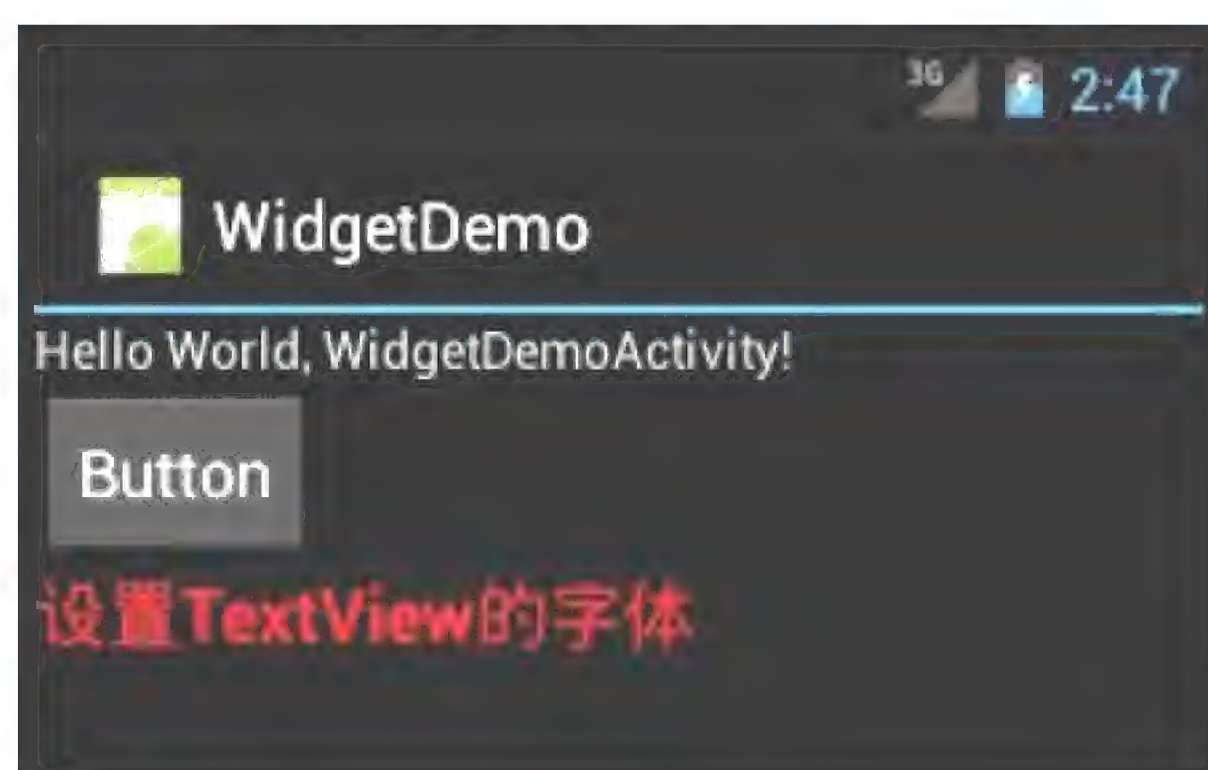 3G 2:47
WidgetDemo
Hello World, WidgetDemoActivity!
Button
设置TextView的字体